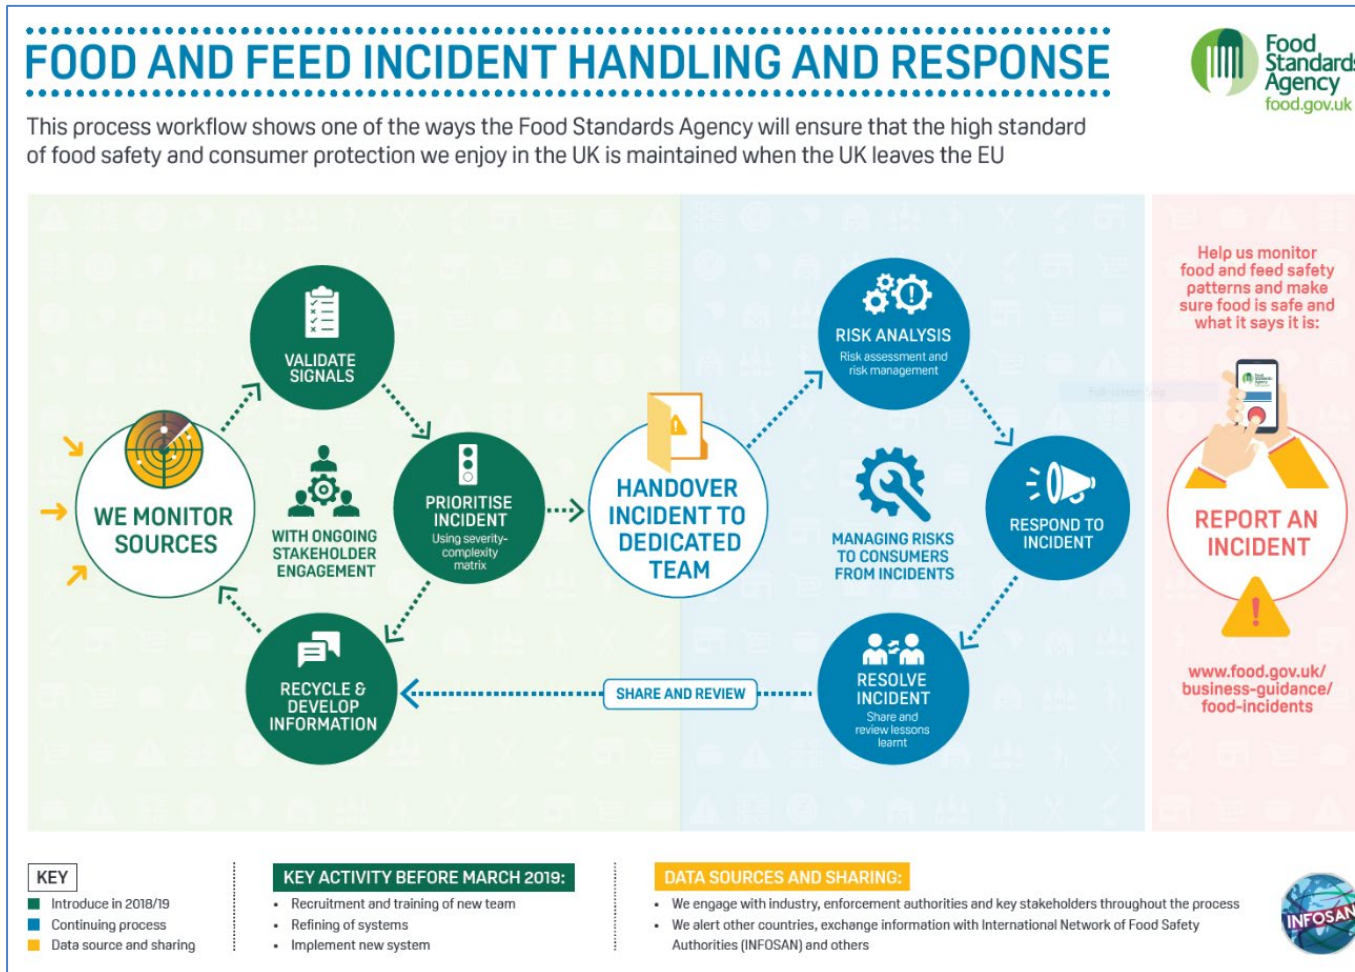 FOOD AND FEED INCIDENT HANDLING AND RESPONSE
Food
Standards
Agency
food.gov.uk
This process workflow shows one of the ways the Food Standards Agency will ensure that the high standard
of food safety and consumer protection we enjoy in the UK is maintained when the UK leaves the EU
WE MONITOR
SOURCES
VALIDATE
SIGNALS
WITH ONGOING
STAKEHOLDER
ENGAGEMENT
PRIORITISE
INCIDENT
Using severity-
complexity
matrix
RECYCLE &
DEVELOP
INFORMATION
HANDOVER
INCIDENT TO
DEDICATED
TEAM
RISK ANALYSIS
Risk assessment and
risk management
MANAGING RISKS
TO CONSUMERS
FROM INCIDENTS
RESPOND TO
INCIDENT
RESOLVE
INCIDENT
Share and
review lessons
learnt
SHARE AND REVIEW
Help us monitor
food and feed safety
patterns and make
sure food is safe and
what it says it is:
REPORT AN
INCIDENT
www.food.gov.uk/
business-guidance/
food-incidents
KEY
Introduce in 2018/19
Continuing process
Data source and sharing
KEY ACTIVITY BEFORE MARCH 2019:
• Recruitment and training of new team
• Refining of systems
• Implement new system
DATA SOURCES AND SHARING:
• We engage with industry, enforcement authorities and key stakeholders throughout the process
• We alert other countries, exchange information with International Network of Food Safety
Authorities (INFOSAN) and others
INFOSAN